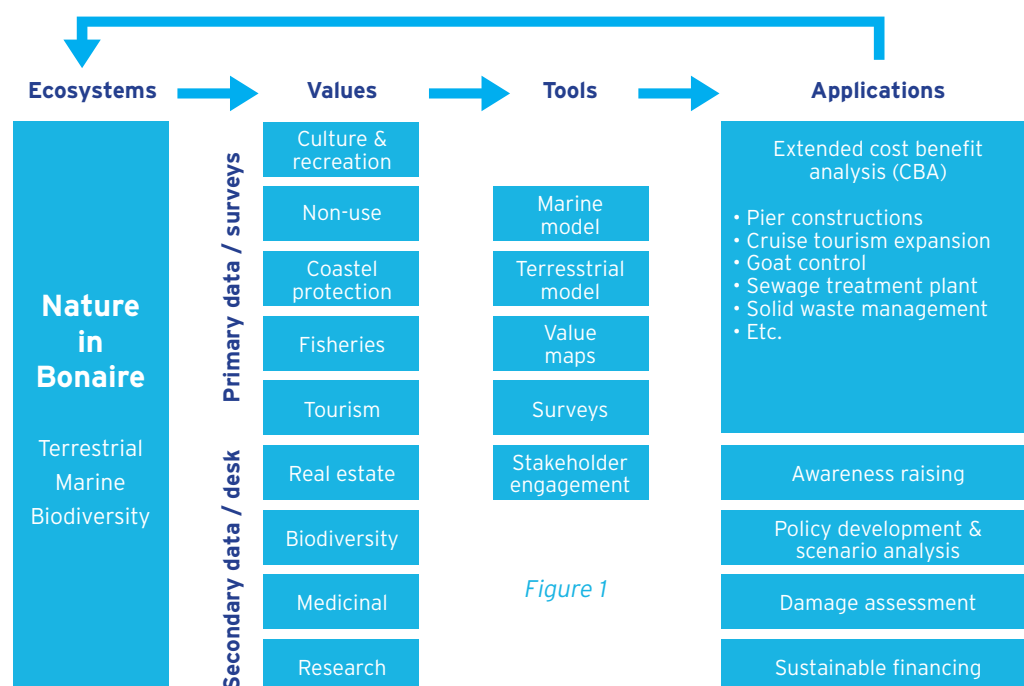 Ecosystems
Values
Tools
Applications
Nature
in
Bonaire
Terrestrial
Marine
Biodiversity
Primary data / surveys
Secondary data / desk
Culture &
recreation
Non-use
Coastel
protection
Fisheries
Tourism
Real estate
Biodiversity
Medicinal
Research
Marine
model
Terresstrial
model
Value
maps
Surveys
Stakeholder
engagement
Figure 1
Extended cost benefit
analysis (CBA)
• Pier constructions
• Cruise tourism expansion
• Goat control
• Sewage treatment plant
• Solid waste management
• Etc.
Awareness raising
Policy development &
scenario analysis
Damage assessment
Sustainable financing